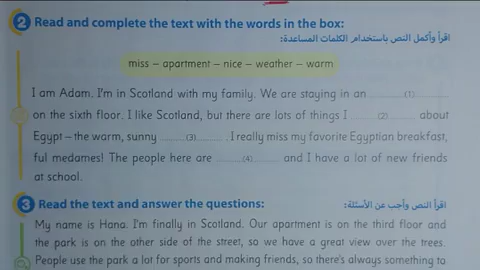 2 Read and complete the text with the words in the box:
اقرأ وأكمل النص باستخدام الكلمات المساعدة:
miss – apartment – nice – weather – warm
I am Adam. I'm in Scotland with my family. We are staying in an ..........(1)..........
on the sixth floor. I like Scotland, but there are lots of things I ..........(2).......... about
Egypt – the warm, sunny ..........(3).......... . I really miss my favorite Egyptian breakfast,
ful medames! The people here are ..........(4).......... and I have a lot of new friends
at school.
3 Read the text and answer the questions:
اقرأ النص وأجب عن الأسئلة:
My name is Hana. I'm finally in Scotland. Our apartment is on the third floor and
the park is on the other side of the street, so we have a great view over the trees.
People use the park a lot for sports and making friends, so there's always something to